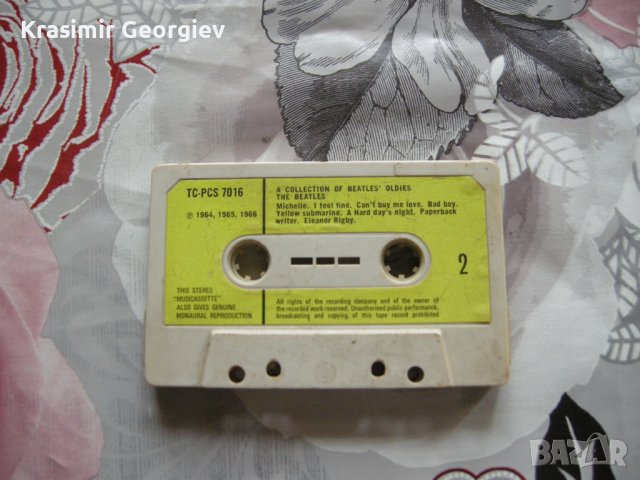 Krasimir Georgiev
TC-PCS 7016
℗ 1964, 1965, 1966
A COLLECTION OF BEATLES' OLDIES
THE BEATLES
Michelle. I feel fine. Can't buy me love. Bad boy.
Yellow submarine. A Hard day's night. Paperback
writer. Eleanor Rigby.
2
THIS STEREO
"MUSICASSETTE"
ALSO GIVES GENUINE
MONAURAL REPRODUCTION
All rights of the recording company and of the owner of
the recorded work reserved. Unauthorized public performance,
broadcasting and copying of this tape record prohibited
BAZAR
bg